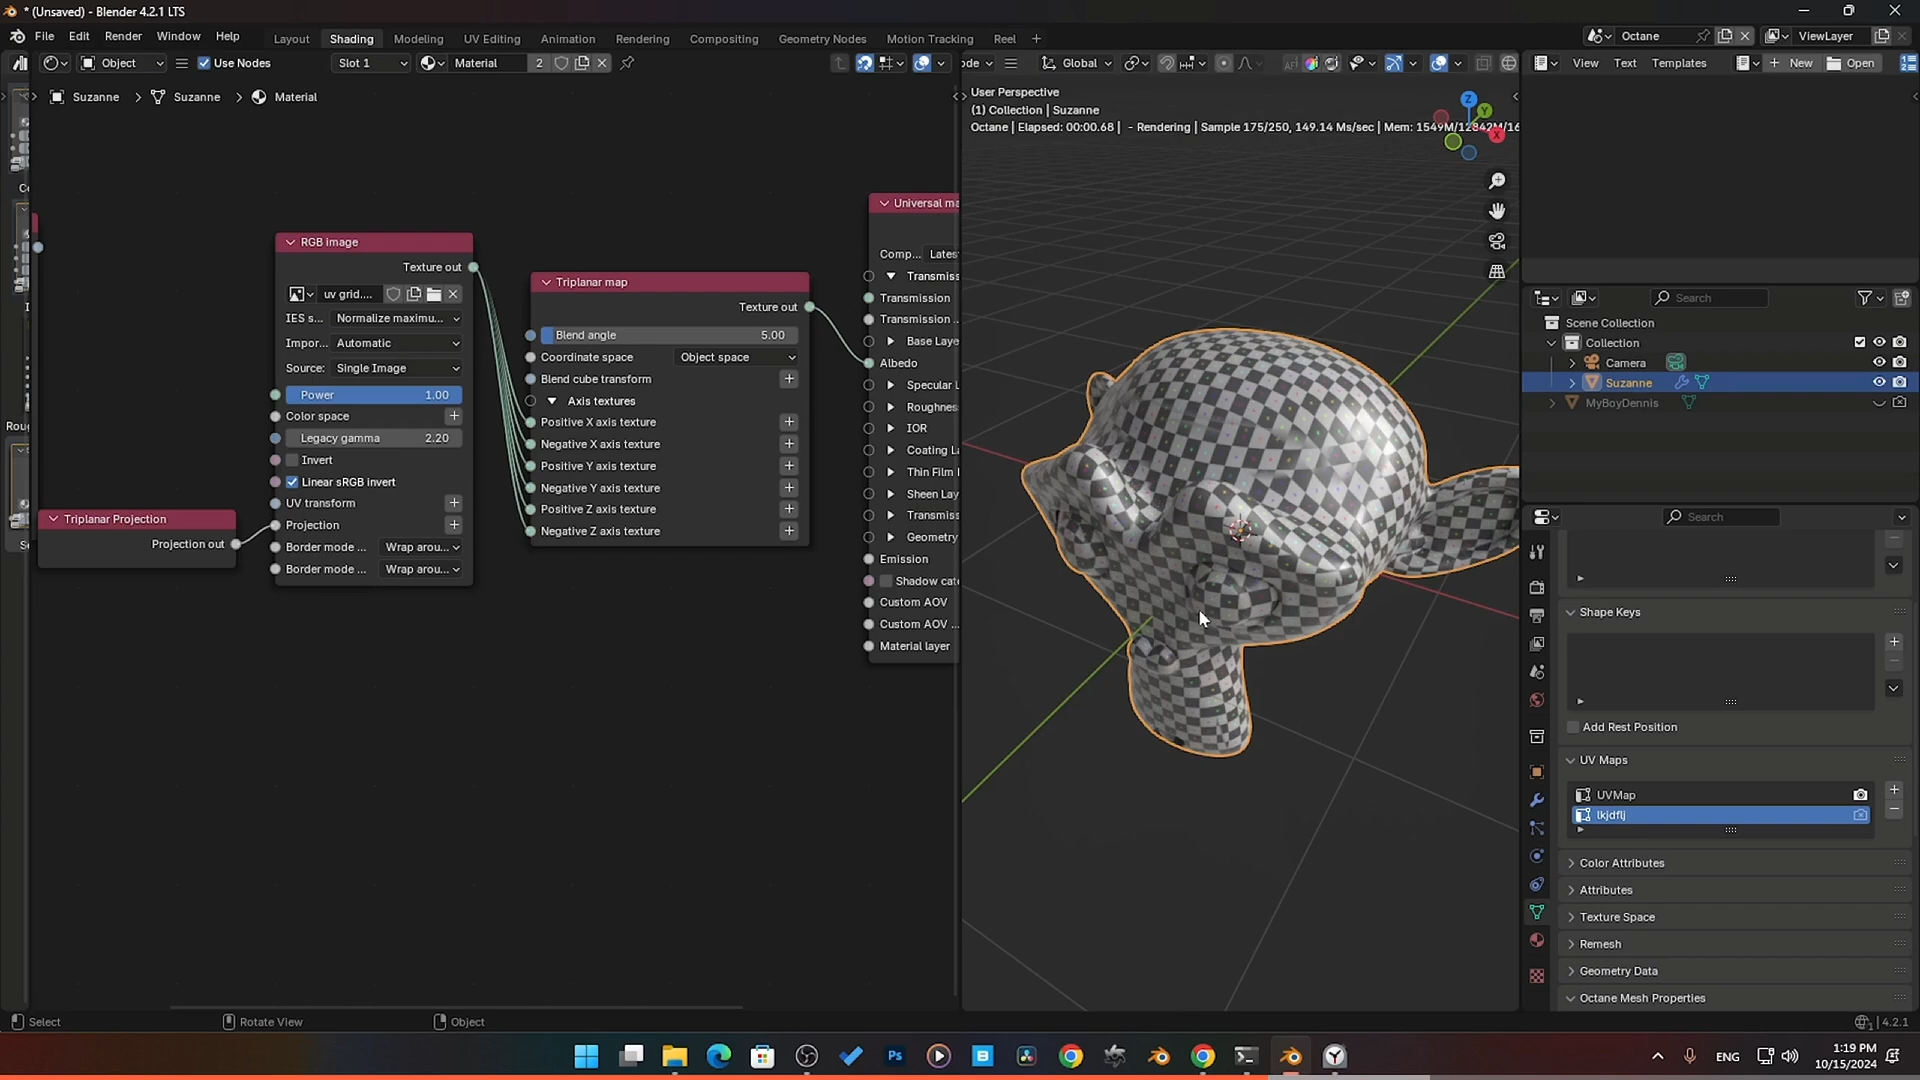 * (Unsaved) - Blender 4.2.1 LTS
File Edit Render Window Help
Layout Shading Modeling UV Editing Animation Rendering Compositing Geometry Nodes Motion Tracking Reel +
Octane
ViewLayer
Object
Use Nodes
Slot 1
Material 2
Global
View Text Templates
+ New
Open
Suzanne > Suzanne > Material
User Perspective
(1) Collection | Suzanne
Octane | Elapsed: 00:00.68 | - Rendering | Sample 175/250, 149.14 Ms/sec | Mem: 1549M/12842M/16
Z
Y
X
RGB image
Texture out
uv grid....
IES s... Normalize maximu...
Impor... Automatic
Source: Single Image
Power 1.00
Color space +
Legacy gamma 2.20
Invert
Linear sRGB invert
UV transform +
Projection +
Border mode ... Wrap arou...
Border mode ... Wrap arou...
Triplanar Projection
Projection out
Triplanar map
Texture out
Blend angle 5.00
Coordinate space Object space
Blend cube transform +
Axis textures
Positive X axis texture +
Negative X axis texture +
Positive Y axis texture +
Negative Y axis texture +
Positive Z axis texture +
Negative Z axis texture +
Universal ma
Comp... Lates
Transmiss
Transmission
Transmission ..
Base Laye
Albedo
Specular L
Roughnes
IOR
Coating La
Thin Film I
Sheen Lay
Transmiss
Geometry
Emission
Shadow cat
Custom AOV
Custom AOV ...
Material layer
Search
Scene Collection
Collection
Camera
Suzanne
MyBoyDennis
Search
Shape Keys
Add Rest Position
UV Maps
UVMap
lkjdflj
Color Attributes
Attributes
Texture Space
Remesh
Geometry Data
Octane Mesh Properties
Select
Rotate View
Object
4.2.1
ENG
1:19 PM
10/15/2024